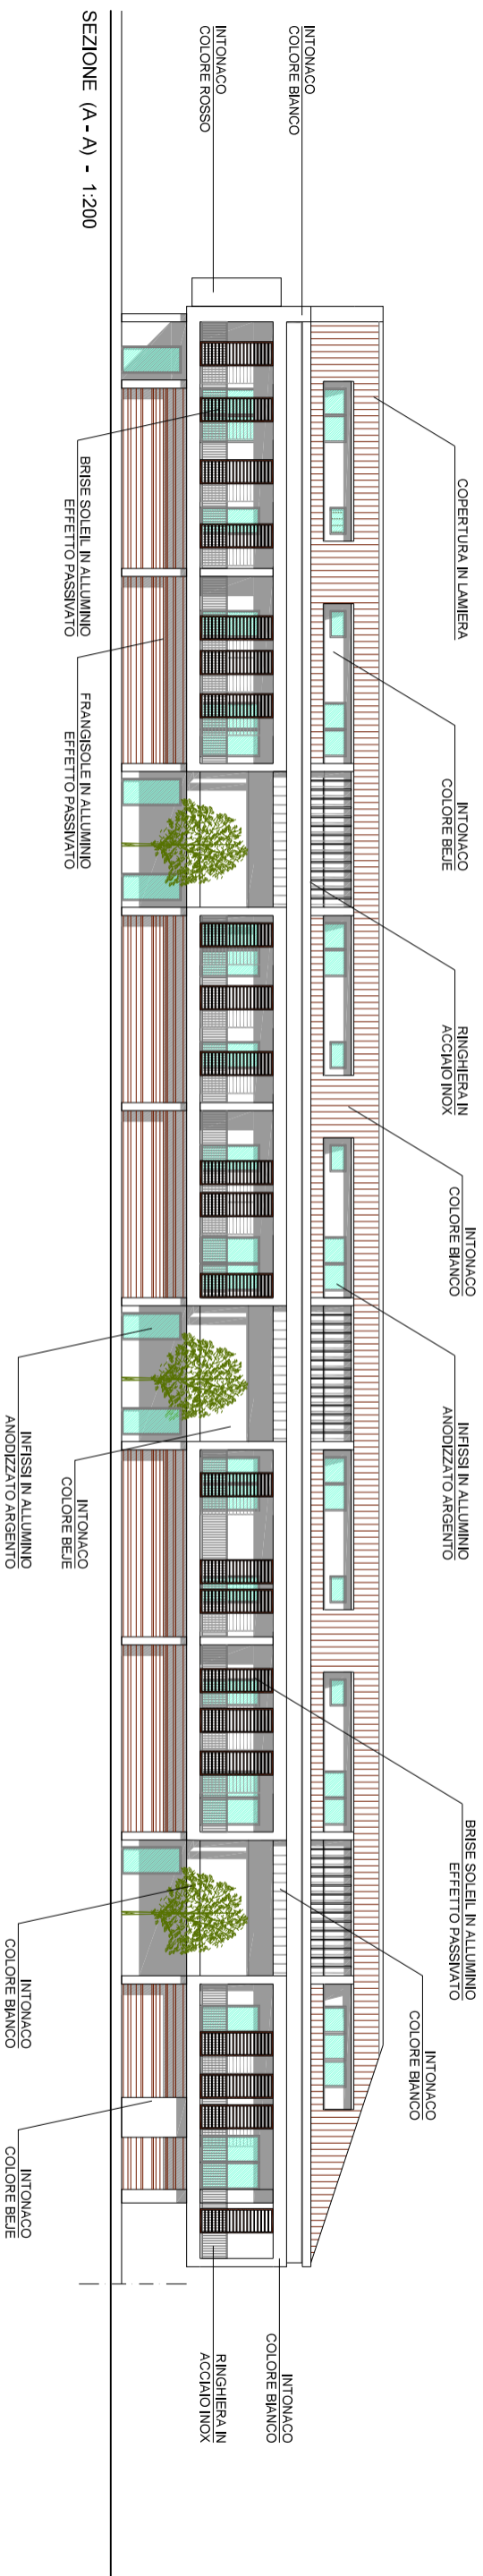 INTONACO
COLORE BIANCO
INTONACO
COLORE ROSSO
COPERTURA IN LAMIERA
INTONACO
COLORE BEJE
RINGHIERA IN
ACCIAIO INOX
INTONACO
COLORE BIANCO
INFISSI IN ALLUMINIO
ANODIZZATO ARGENTO
BRISE SOLEIL IN ALLUMINIO
EFFETTO PASSIVATO
INTONACO
COLORE BIANCO
INTONACO
COLORE BIANCO
RINGHIERA IN
ACCIAIO INOX
BRISE SOLEIL IN ALLUMINIO
EFFETTO PASSIVATO
FRANGISOLE IN ALLUMINIO
EFFETTO PASSIVATO
INTONACO
COLORE BEJE
INFISSI IN ALLUMINIO
ANODIZZATO ARGENTO
INTONACO
COLORE BIANCO
INTONACO
COLORE BEJE
SEZIONE (A - A) - 1:200